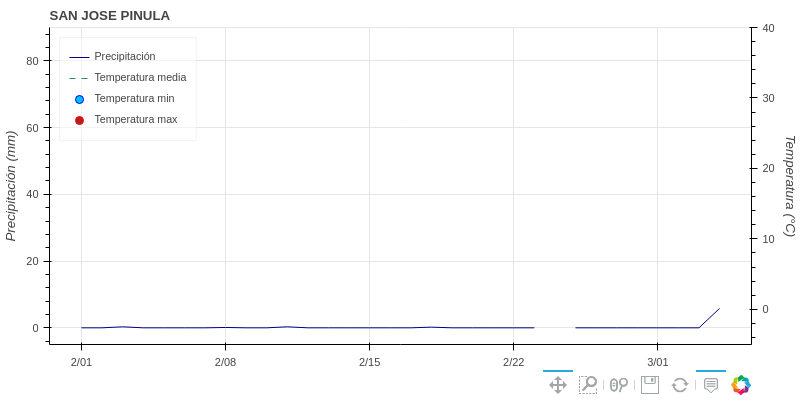 SAN JOSE PINULA
Precipitación
Temperatura media
Temperatura min
Temperatura max
Precipitación (mm)
80
60
40
20
0
Temperatura (°C)
40
30
20
10
0
2/01 2/08 2/15 2/22 3/01